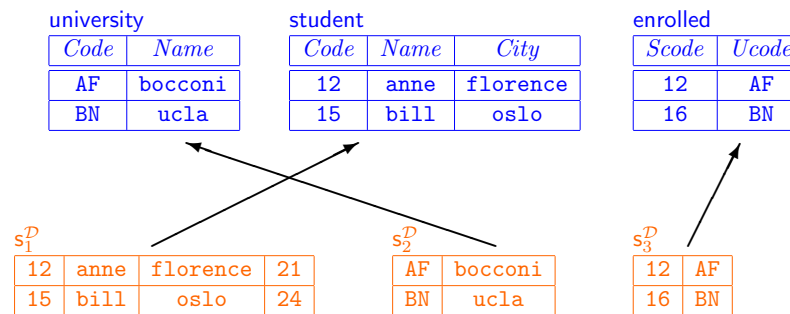 university student enrolled
Code Name Code Name City Scode Ucode
AF bocconi 12 anne florence 12 AF
BN ucla 15 bill oslo 16 BN
s₁ᴰ s₂ᴰ s₃ᴰ
12 anne florence 21 AF bocconi 12 AF
15 bill oslo 24 BN ucla 16 BN